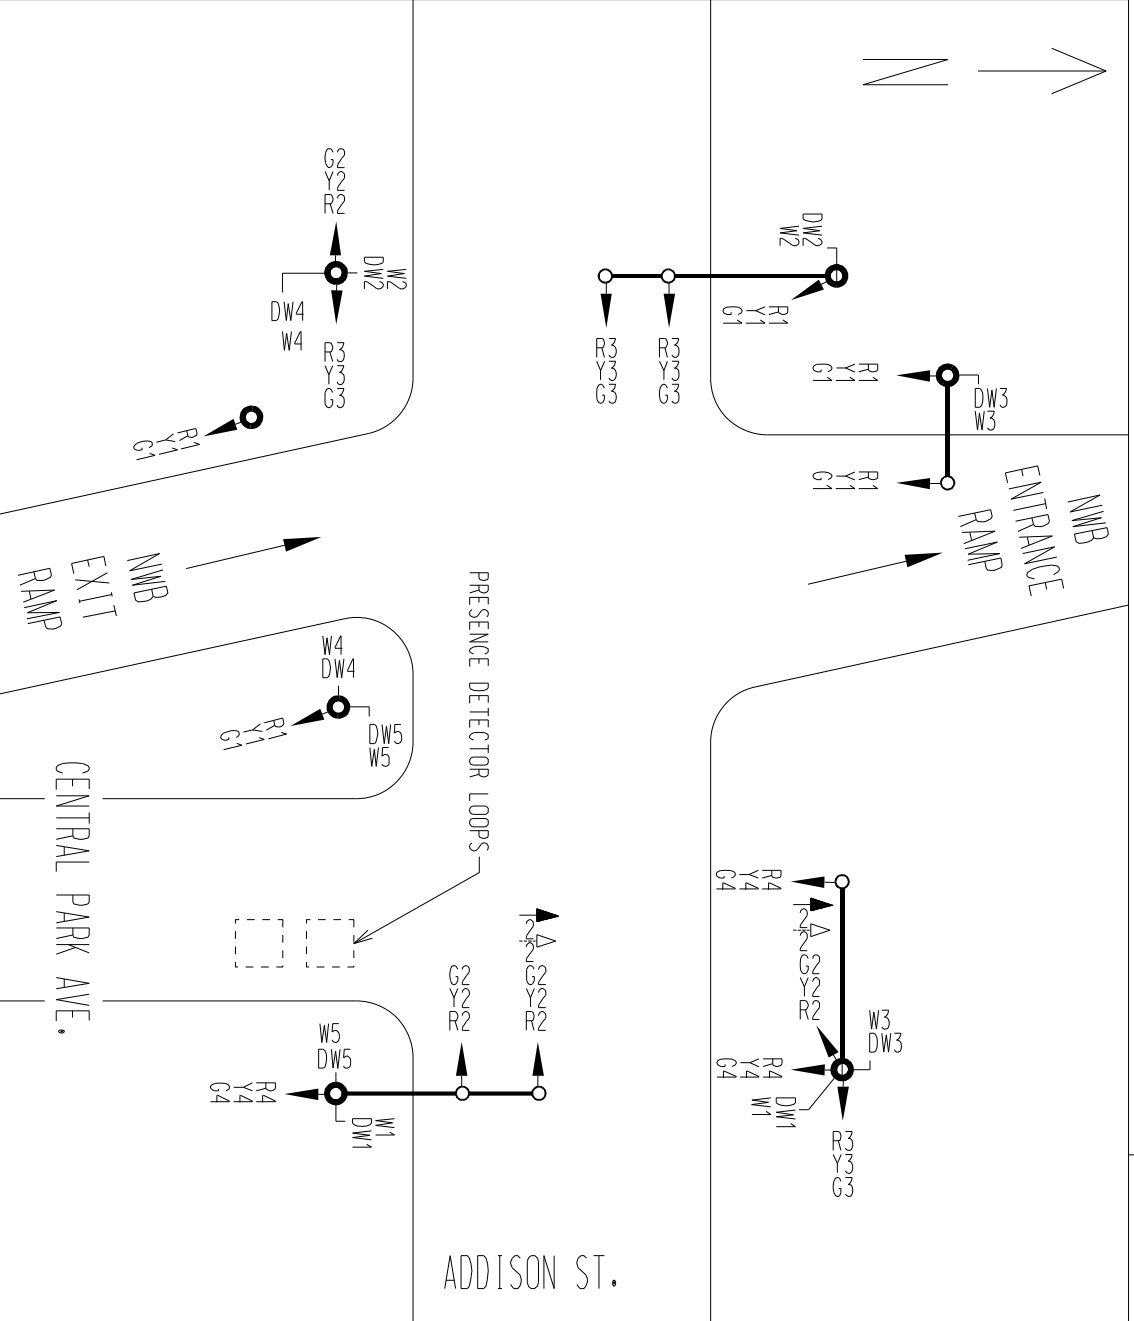 N
G2
Y2
R2
W2
DW2
DW4
W4
R3
Y3
G3
DW2
W2
R1
Y1
G1
R3
Y3
G3
R3
Y3
G3
R1
Y1
G1
DW3
W3
R1
Y1
G1
R1
Y1
G1
NWB
ENTRANCE
RAMP
NWB
EXIT
RAMP
PRESENCE DETECTOR LOOPS
W4
DW4
DW5
W5
R1
Y1
G1
CENTRAL PARK AVE.
R4
Y4
G4
2
2
G2
Y2
R2
2
2
G2
Y2
R2
G2
Y2
R2
W3
DW3
R4
Y4
G4
DW1
W1
R3
Y3
G3
W5
DW5
R4
Y4
G4
W1
DW1
ADDISON ST.